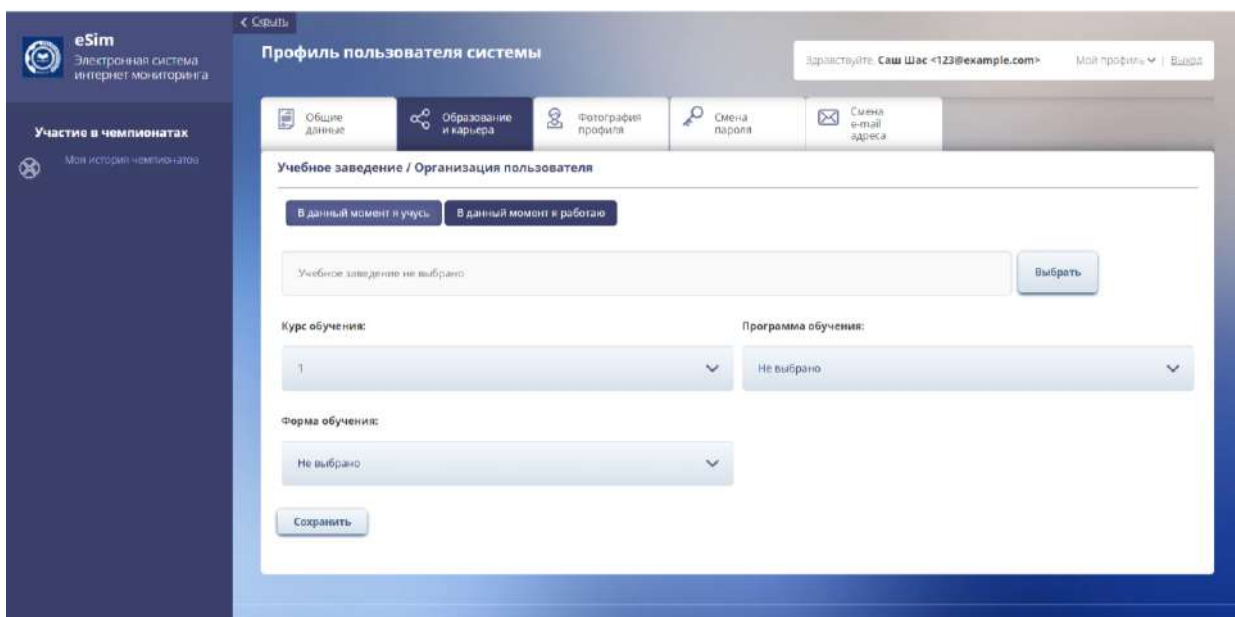 Скрыть
eSim
Электронная система
интернет мониторинга
Профиль пользователя системы
Здравствуйте, Саш Шас <123@example.com>
Мой профиль | Выход
Участие в чемпионатах
Моя история чемпионатов
Общие
данные
Образование
и карьера
Фотография
профиля
Смена
пароля
Смена
e-mail
адреса
Учебное заведение / Организация пользователя
В данный момент я учусь
В данный момент я работаю
Учебное заведение не выбрано
Выбрать
Курс обучения:
Программа обучения:
1
Не выбрано
Форма обучения:
Не выбрано
Сохранить